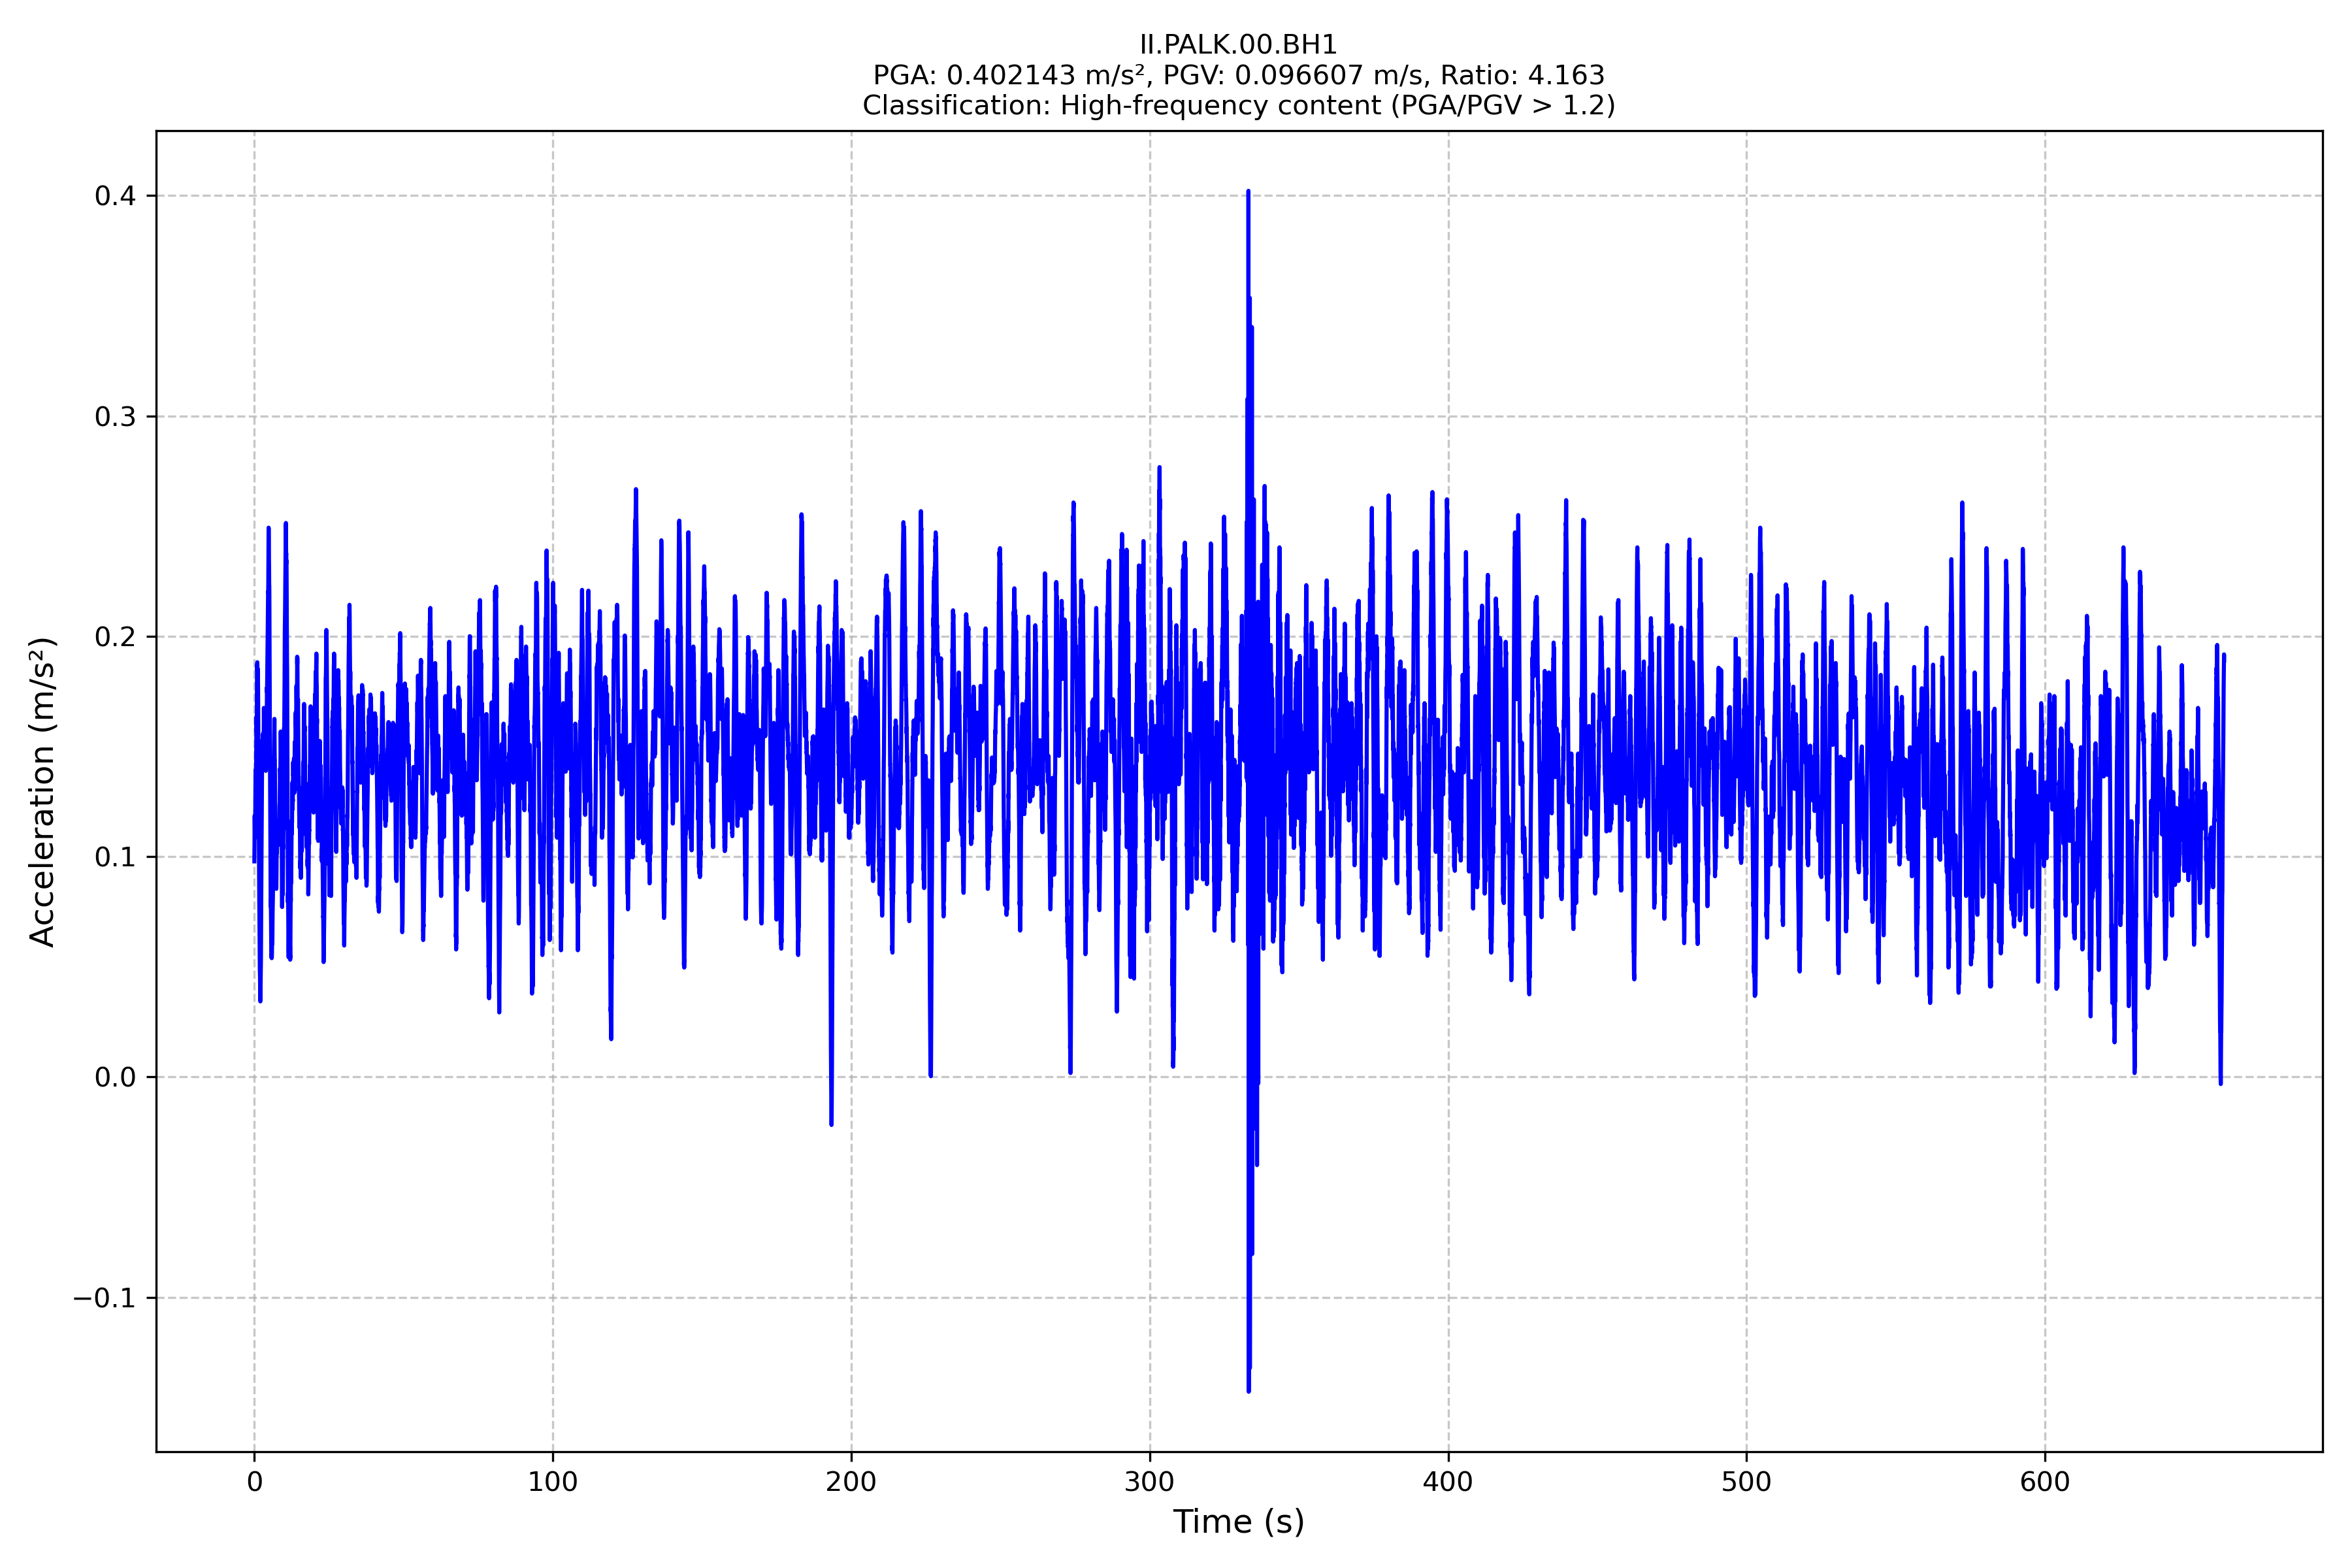 II.PALK.00.BH1
PGA: 0.402143 m/s², PGV: 0.096607 m/s, Ratio: 4.163
Classification: High-frequency content (PGA/PGV > 1.2)
Acceleration (m/s²)
0.4
0.3
0.2
0.1
0.0
−0.1
0 100 200 300 400 500 600
Time (s)